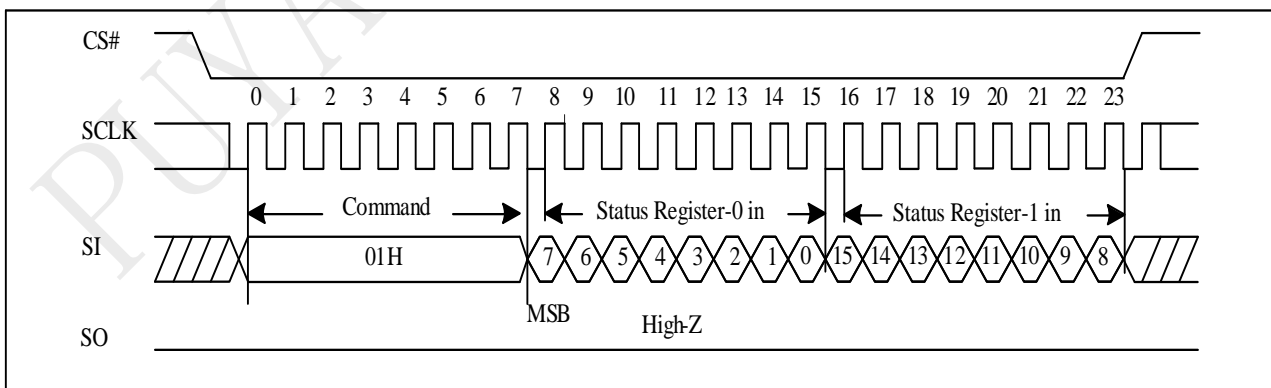 PUYA
CS#
0 1 2 3 4 5 6 7 8 9 10 11 12 13 14 15 16 17 18 19 20 21 22 23
SCLK
Command Status Register-0 in Status Register-1 in
SI 01H 7 6 5 4 3 2 1 0 15 14 13 12 11 10 9 8
MSB High-Z
SO